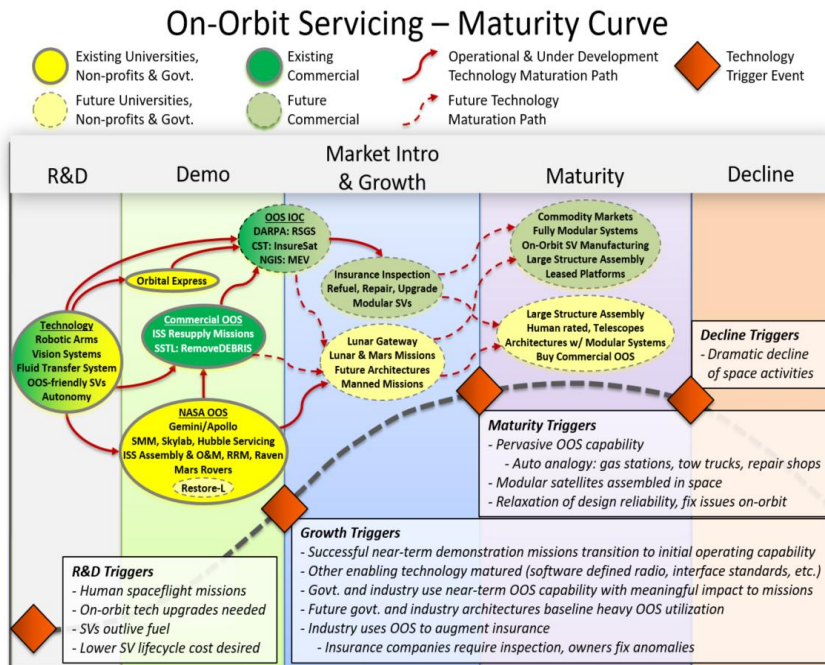 On-Orbit Servicing – Maturity Curve
Existing Universities,
Non-profits & Govt.
Existing
Commercial
Operational & Under Development
Technology Maturation Path
Technology
Trigger Event
Future Universities,
Non-profits & Govt.
Future
Commercial
Future Technology
Maturation Path
R&D
Demo
Market Intro
& Growth
Maturity
Decline
OOS IOC
DARPA: RSGS
CST: InsureSat
NGIS: MEV
Commodity Markets
Fully Modular Systems
On-Orbit SV Manufacturing
Large Structure Assembly
Leased Platforms
Orbital Express
Insurance Inspection
Refuel, Repair, Upgrade
Modular SVs
Technology
Robotic Arms
Vision Systems
Fluid Transfer System
OOS-friendly SVs
Autonomy
Commercial OOS
ISS Resupply Missions
SSTL: RemoveDEBRIS
Lunar Gateway
Lunar & Mars Missions
Future Architectures
Manned Missions
Large Structure Assembly
Human rated, Telescopes
Architectures w/ Modular Systems
Buy Commercial OOS
NASA OOS
Gemini/Apollo
SMM, Skylab, Hubble Servicing
ISS Assembly & O&M, RRM, Raven
Mars Rovers
Restore-L
Decline Triggers
- Dramatic decline
of space activities
Maturity Triggers
- Pervasive OOS capability
- Auto analogy: gas stations, tow trucks, repair shops
- Modular satellites assembled in space
- Relaxation of design reliability, fix issues on-orbit
Growth Triggers
- Successful near-term demonstration missions transition to initial operating capability
- Other enabling technology matured (software defined radio, interface standards, etc.)
- Govt. and industry use near-term OOS capability with meaningful impact to missions
- Future govt. and industry architectures baseline heavy OOS utilization
- Industry uses OOS to augment insurance
- Insurance companies require inspection, owners fix anomalies
R&D Triggers
- Human spaceflight missions
- On-orbit tech upgrades needed
- SVs outlive fuel
- Lower SV lifecycle cost desired